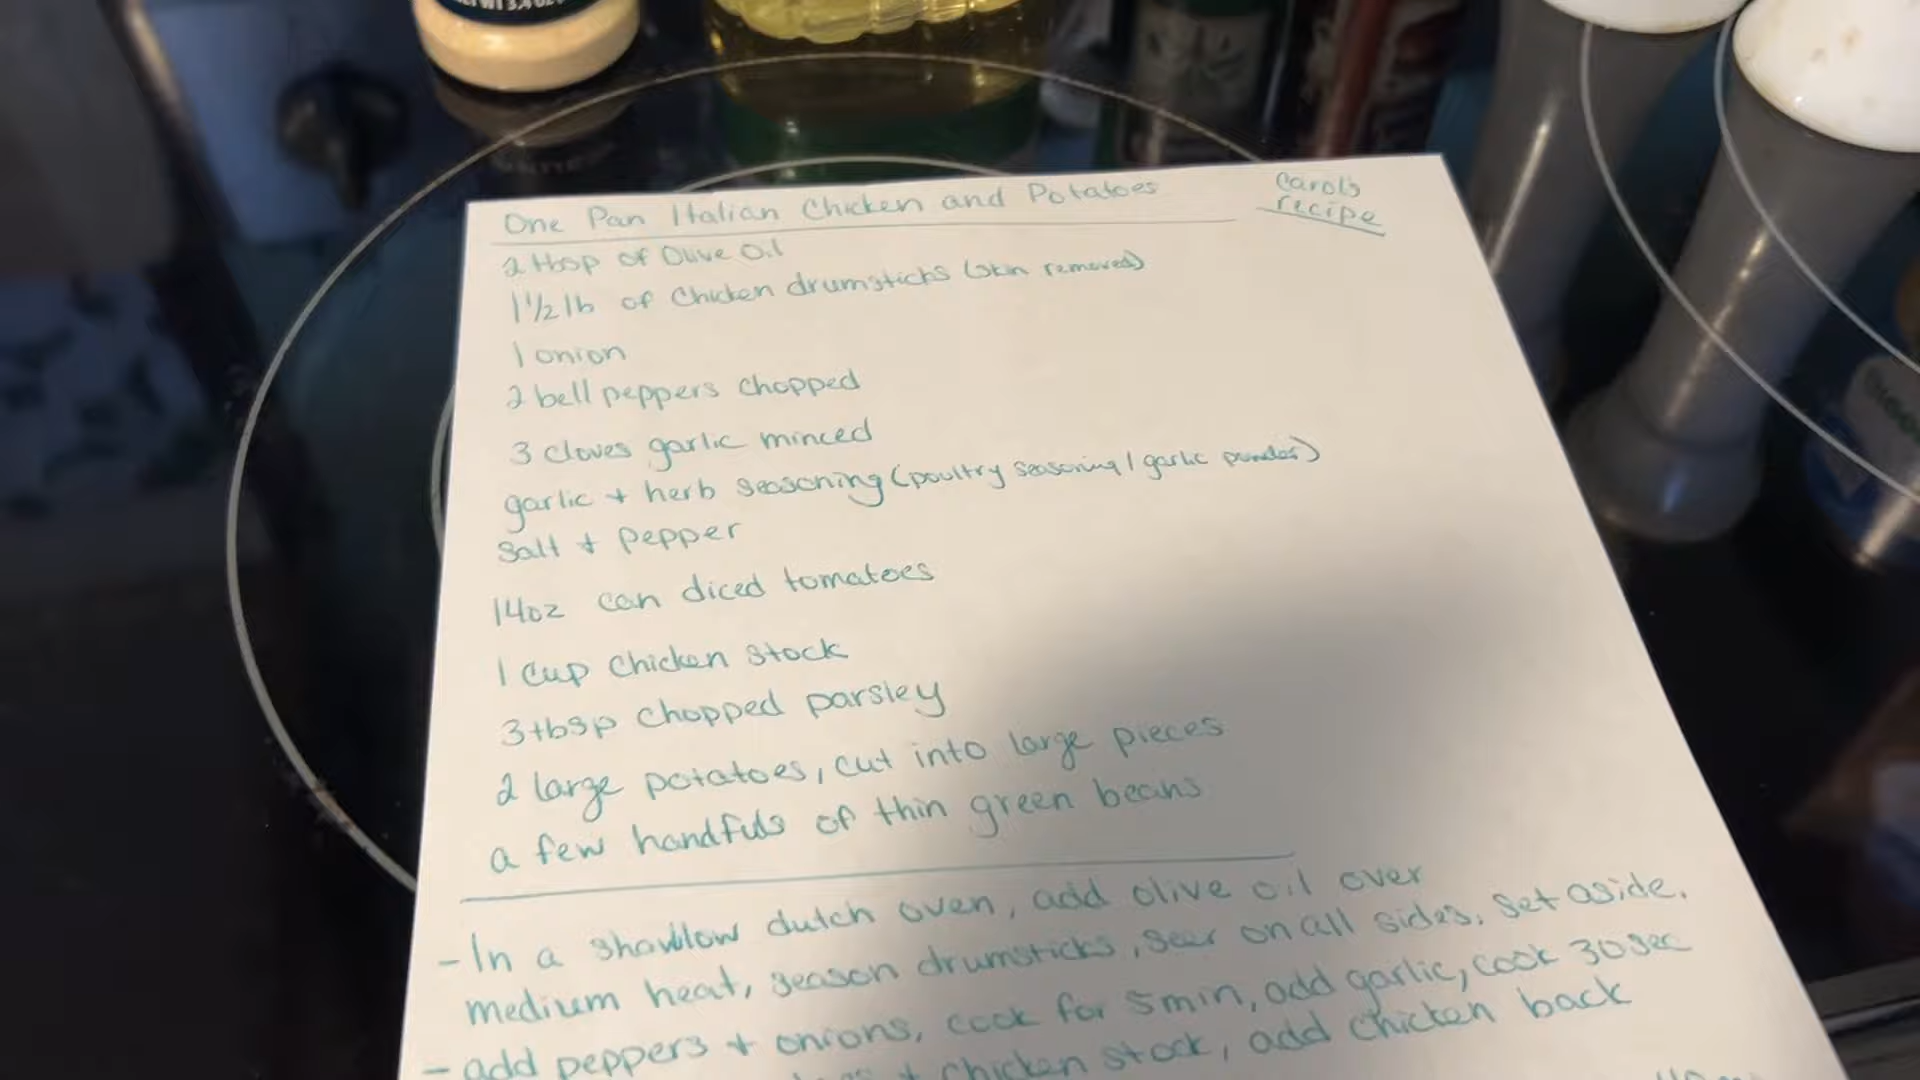 One Pan Italian Chicken and Potatoes
Carol's
recipe
2 tbsp of Olive Oil
1 1/2 lb of Chicken drumsticks (skin removed)
1 onion
2 bell peppers chopped
3 cloves garlic minced
garlic + herb seasoning (poultry seasoning / garlic powder)
Salt + Pepper
14oz can diced tomatoes
1 cup chicken stock
3 tbsp chopped parsley
2 large potatoes, cut into large pieces
a few handfuls of thin green beans
- In a shallow dutch oven, add olive oil over
medium heat, season drumsticks, sear on all sides. Set aside.
- add peppers + onions, cook for 5 min, add garlic, cook 30 sec
+ chicken stock, add chicken back